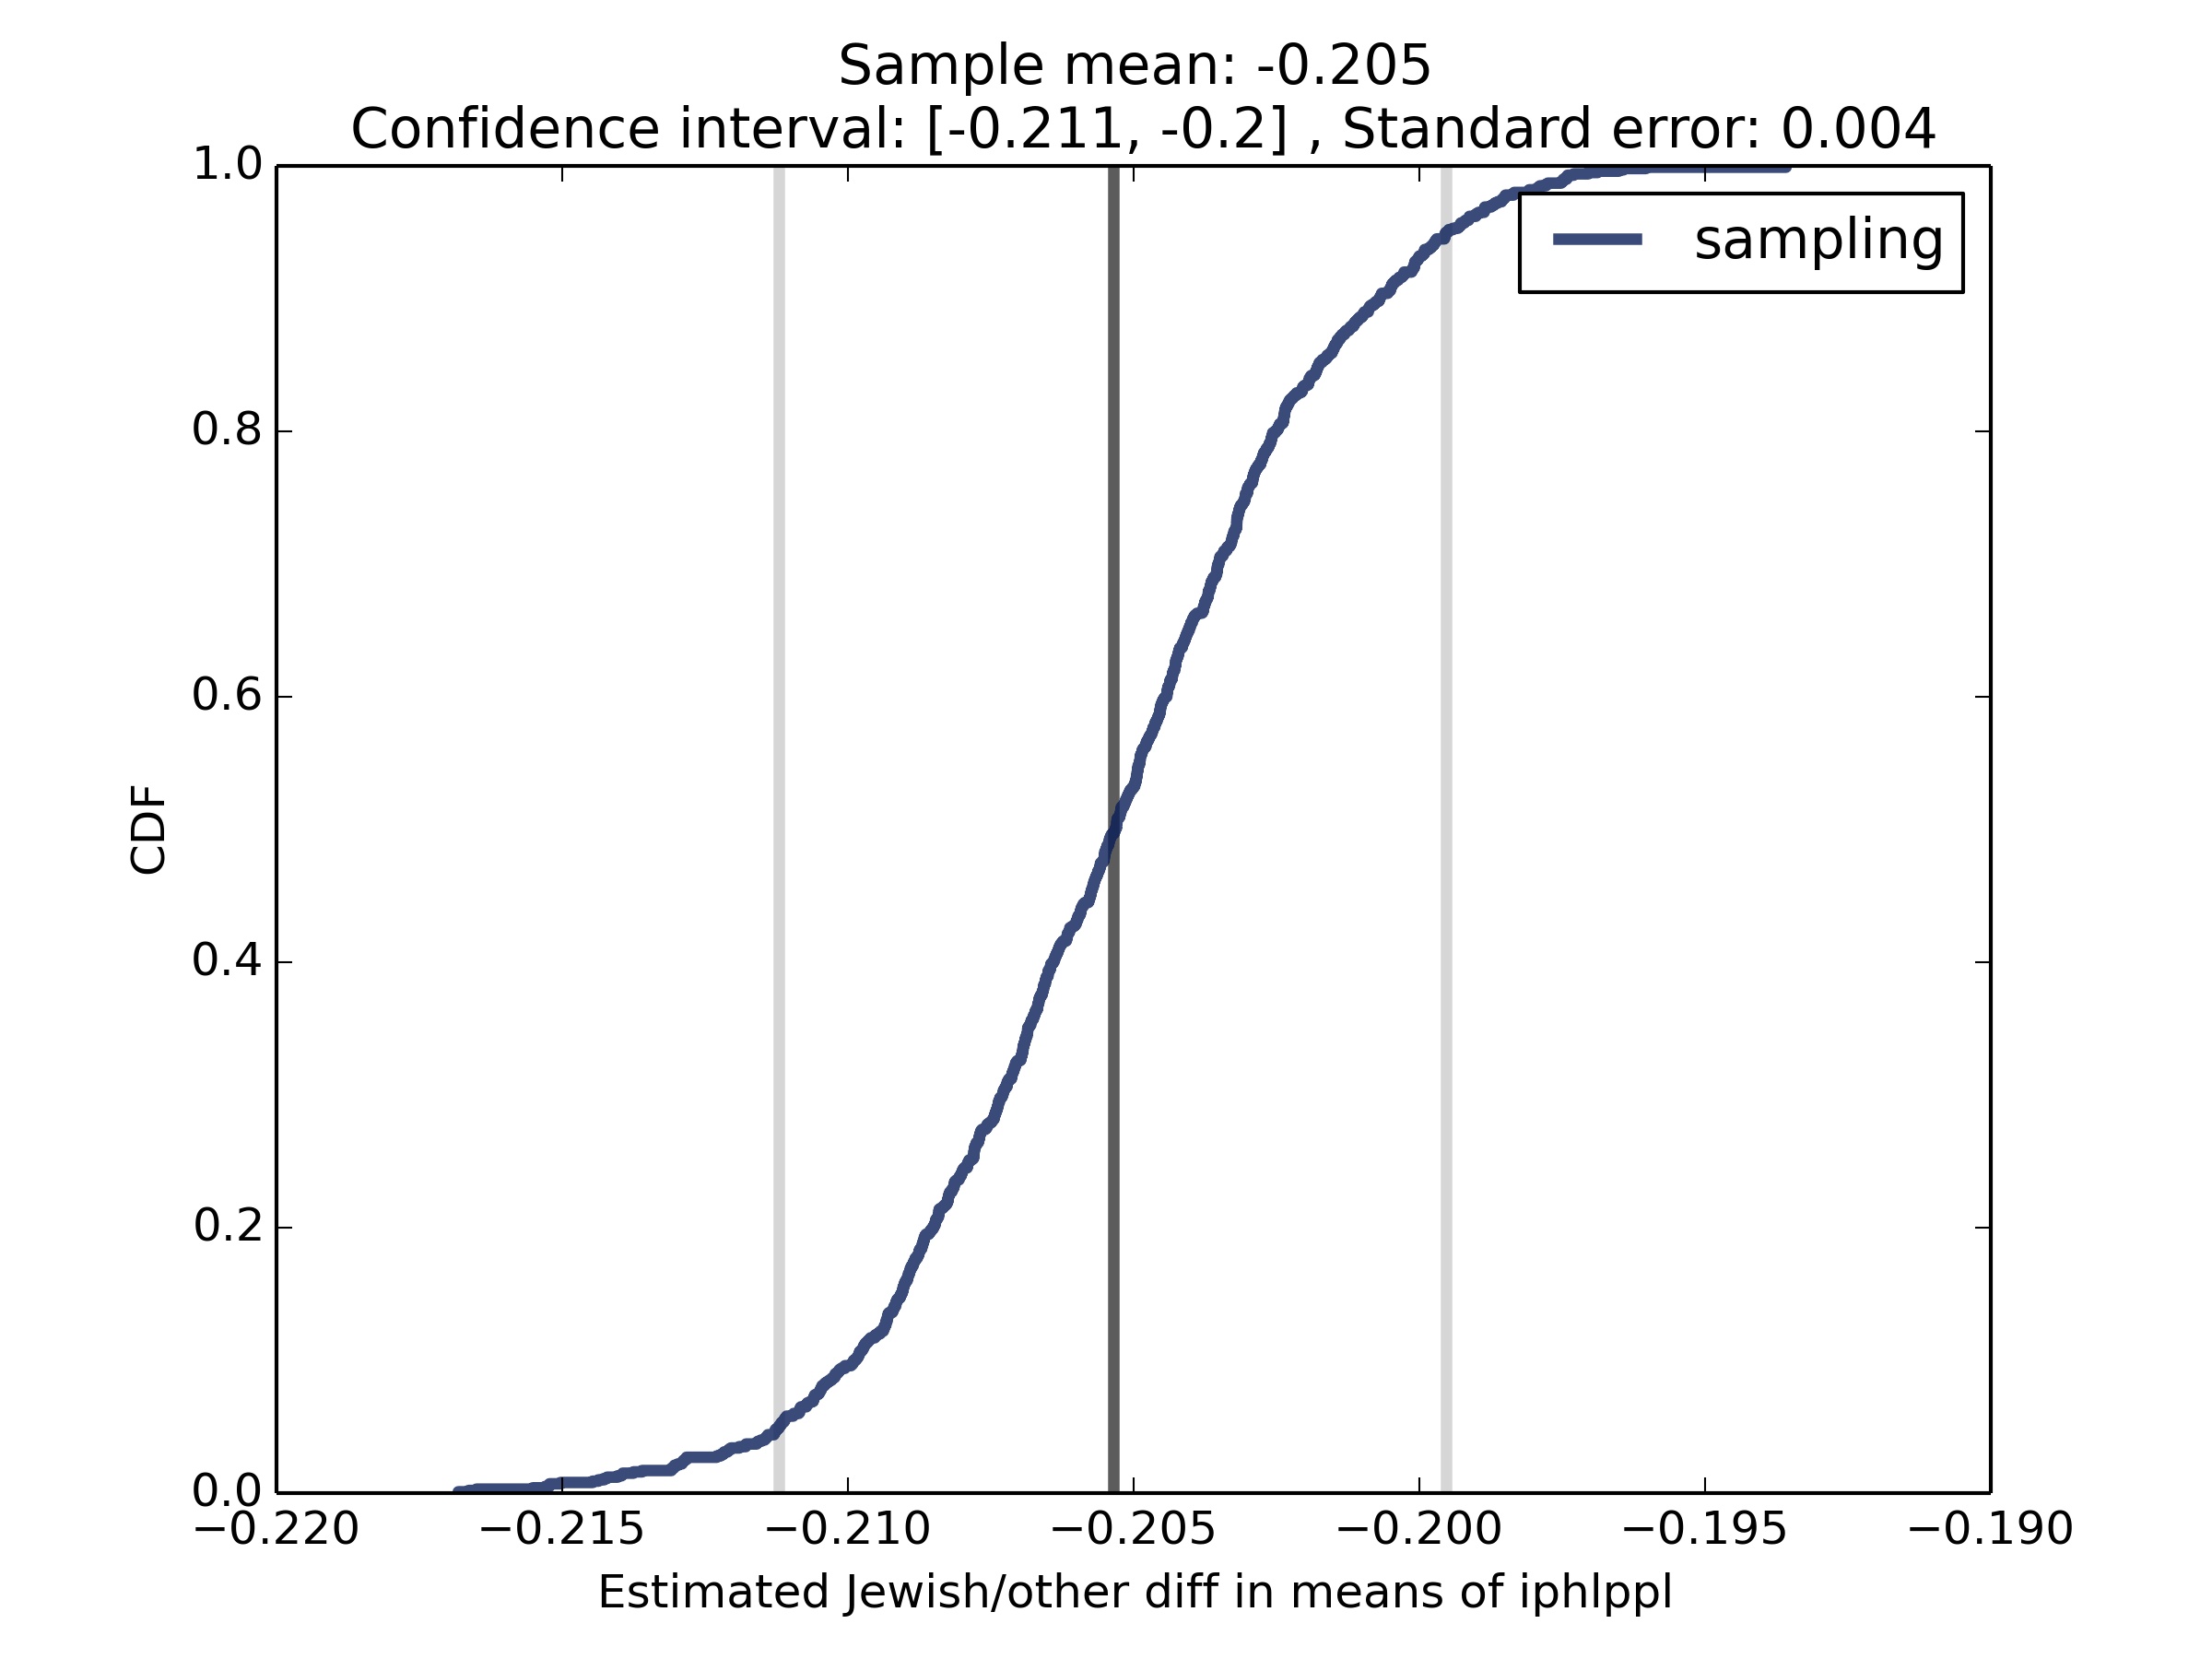 Sample mean: -0.205
Confidence interval: [-0.211, -0.2] , Standard error: 0.004
1.0
sampling
0.8
0.6
CDF
0.4
0.2
0.0
−0.220 −0.215 −0.210 −0.205 −0.200 −0.195 −0.190
Estimated Jewish/other diff in means of iphlppl